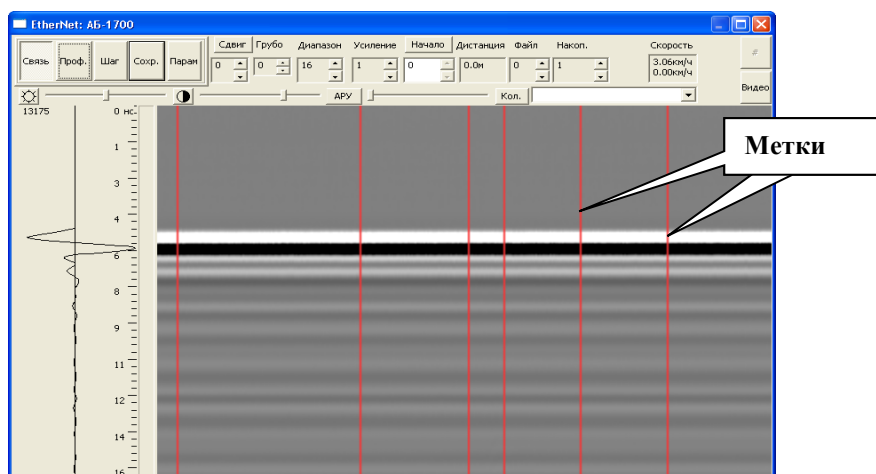 EtherNet: АБ-1700
Связь Проф. Шаг Сохр. Парам
Сдвиг Грубо Диапазон Усиление Начало Дистанция Файл Накоп. Скорость #
0 0 16 1 0 0.0м 0 1 3.06км/ч
0.00км/ч
АРУ Кол. Видео
13175 0 нс
1
Метки
3
4
6
8
9
11
12
14
16